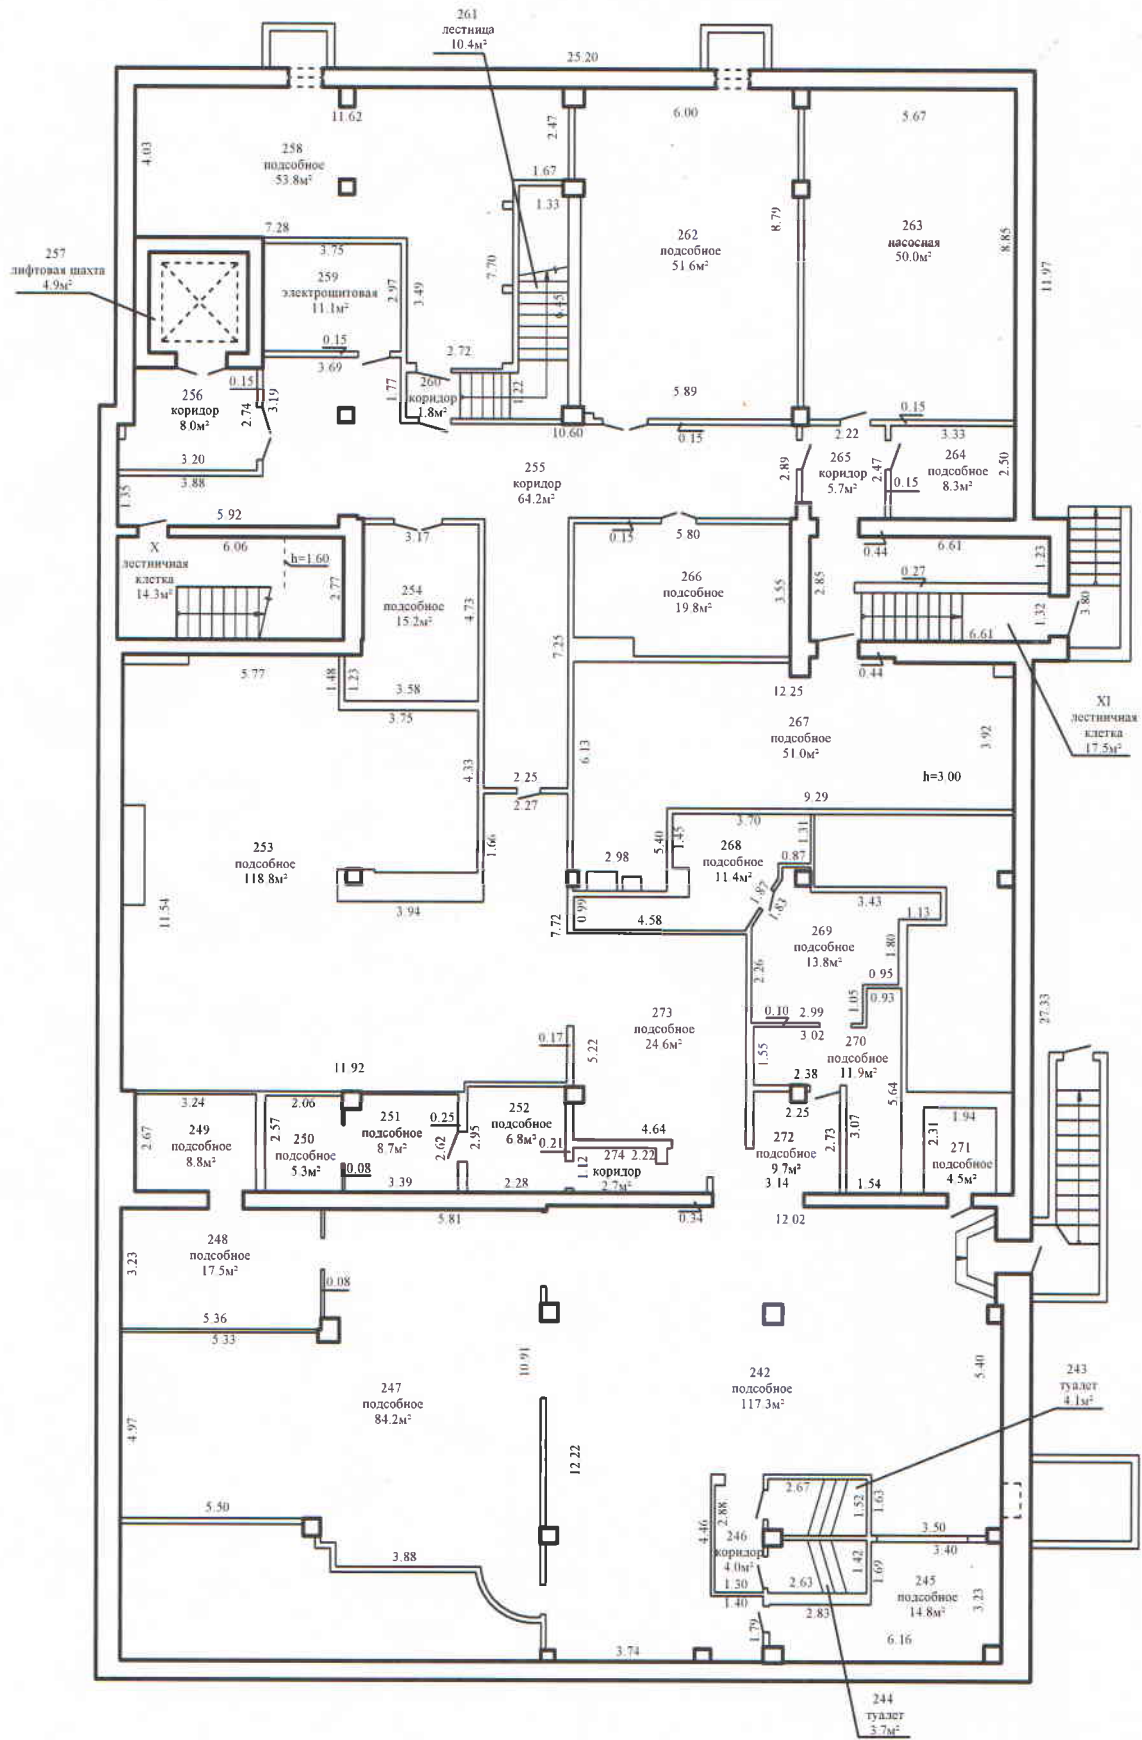 261
лестница
10.4м²
25.20
11.62
2.47
6.00
5.67
4.03
258
подсобное
53.8м²
1.67
1.33
8.79
262
подсобное
51.6м²
263
насосная
50.0м²
8.85
11.97
7.28
3.75
257
лифтовая шахта
4.9м²
259
электрощитовая
11.1м²
2.97
3.49
7.70
6.45
0.15
3.69
2.72
1.77
260
коридор
1.8м²
1.22
5.89
256
коридор
8.0м²
0.15
2.74
3.19
10.60
0.15
0.15
2.22
3.33
3.20
3.88
1.35
255
коридор
64.2м²
2.89
265
коридор
5.7м²
2.47
264
подсобное
8.3м²
2.50
0.15
5.92
6.06
X
лестничная
клетка
14.3м²
h=1.60
2.77
3.17
254
подсобное
15.2м²
4.73
0.15
5.80
266
подсобное
19.8м²
3.55
2.85
0.44
6.61
1.23
0.27
1.32
3.80
6.61
0.44
7.25
5.77
1.48
1.23
3.58
3.75
12.25
267
подсобное
51.0м²
3.92
h=3.00
XI
лестничная
клетка
17.5м²
6.13
4.33
2.25
2.27
9.29
1.66
253
подсобное
118.8м²
3.94
11.54
2.98
5.40
1.45
3.70
1.31
268
подсобное
11.4м²
0.87
1.87
1.83
0.99
4.58
7.72
3.43
1.13
269
подсобное
13.8м²
1.80
2.26
0.95
0.93
1.05
0.10
2.99
3.02
27.33
273
подсобное
24.6м²
0.17
5.22
1.55
270
подсобное
11.9м²
2.38
5.64
11.92
3.24
2.06
2.67
249
подсобное
8.8м²
2.57
250
подсобное
5.3м²
251
подсобное
8.7м²
0.25
2.62
2.95
252
подсобное
6.8м²
0.21
4.64
274
2.22
коридор
2.7м²
1.12
2.25
272
подсобное
9.7м²
3.14
2.73
3.07
1.94
2.31
271
подсобное
4.5м²
0.08
3.39
2.28
1.54
5.81
0.34
12.02
248
подсобное
17.5м²
3.23
0.08
5.36
5.33
10.91
247
подсобное
84.2м²
4.97
242
подсобное
117.3м²
5.40
243
туалет
4.1м²
12.22
5.50
3.88
4.46
2.88
2.67
1.52
1.63
246
коридор
4.0м²
3.50
3.40
1.42
1.69
2.63
1.30
1.40
2.83
245
подсобное
14.8м²
3.23
1.79
6.16
3.74
244
туалет
3.7м²